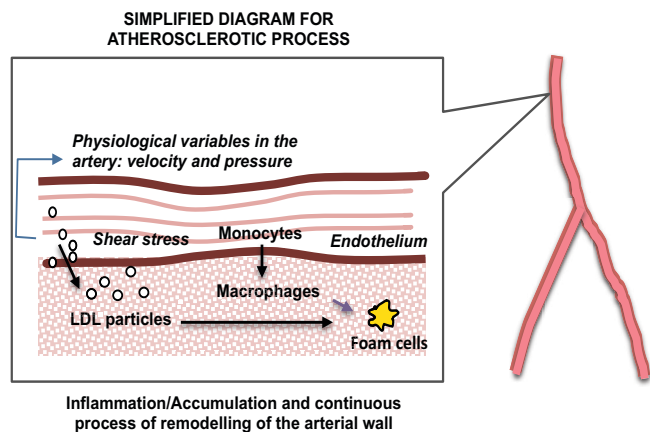 SIMPLIFIED DIAGRAM FOR
ATHEROSCLEROTIC PROCESS
Physiological variables in the
artery: velocity and pressure
Shear stress
Monocytes
Endothelium
Macrophages
LDL particles
Foam cells
Inflammation/Accumulation and continuous
process of remodelling of the arterial wall